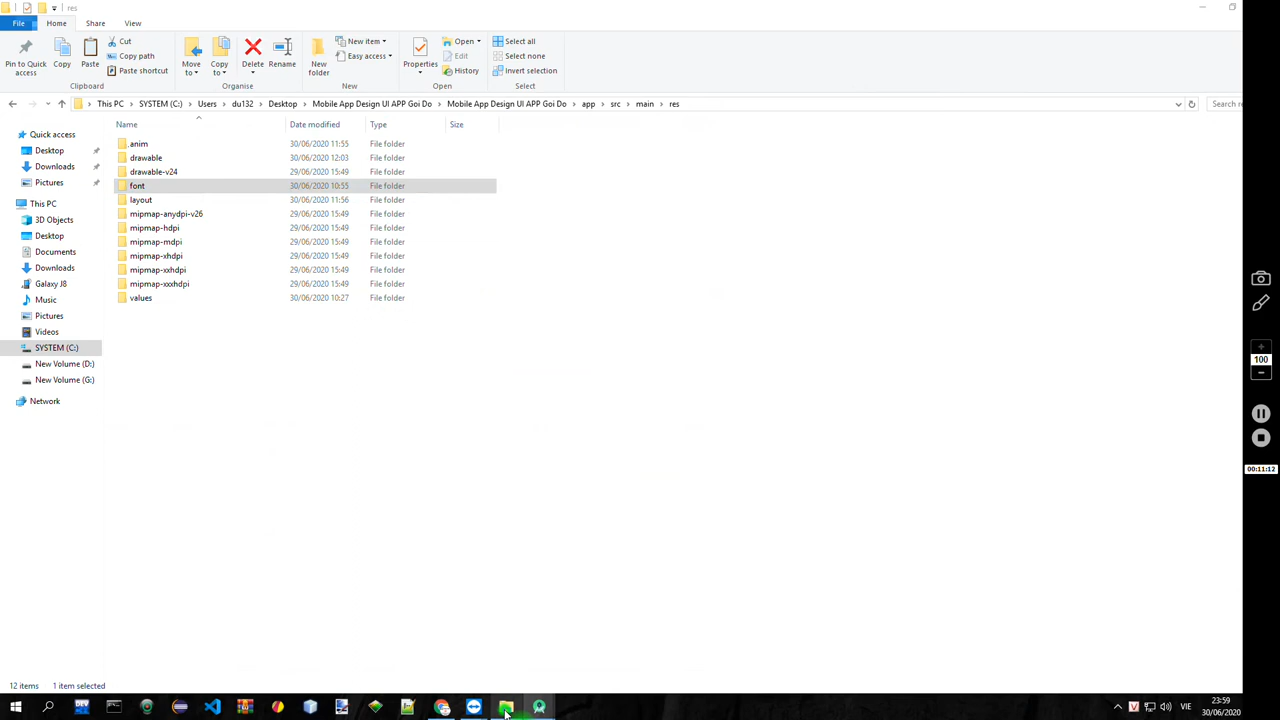 res
File Home Share View
Pin to Quick access
Copy
Paste
Cut
Copy path
Paste shortcut
Clipboard
Move to
Copy to
Delete
Rename
Organise
New folder
New item
Easy access
New
Properties
Open
Edit
History
Open
Select all
Select none
Invert selection
Select
This PC SYSTEM (C:) Users du132 Desktop Mobile App Design UI APP Goi Do Mobile App Design UI APP Goi Do app src main res
Search
Quick access
Desktop
Downloads
Pictures
This PC
3D Objects
Desktop
Documents
Downloads
Galaxy J8
Music
Pictures
Videos
SYSTEM (C:)
New Volume (D:)
New Volume (G:)
Network
Name Date modified Type Size
anim 30/06/2020 11:55 File folder
drawable 30/06/2020 12:03 File folder
drawable-v24 29/06/2020 15:49 File folder
font 30/06/2020 10:55 File folder
layout 30/06/2020 11:56 File folder
mipmap-anydpi-v26 29/06/2020 15:49 File folder
mipmap-hdpi 29/06/2020 15:49 File folder
mipmap-mdpi 29/06/2020 15:49 File folder
mipmap-xhdpi 29/06/2020 15:49 File folder
mipmap-xxhdpi 29/06/2020 15:49 File folder
mipmap-xxxhdpi 29/06/2020 15:49 File folder
values 30/06/2020 10:27 File folder
100
00:11:12
12 items 1 item selected
DEV
V
VIE
23:59
30/06/2020